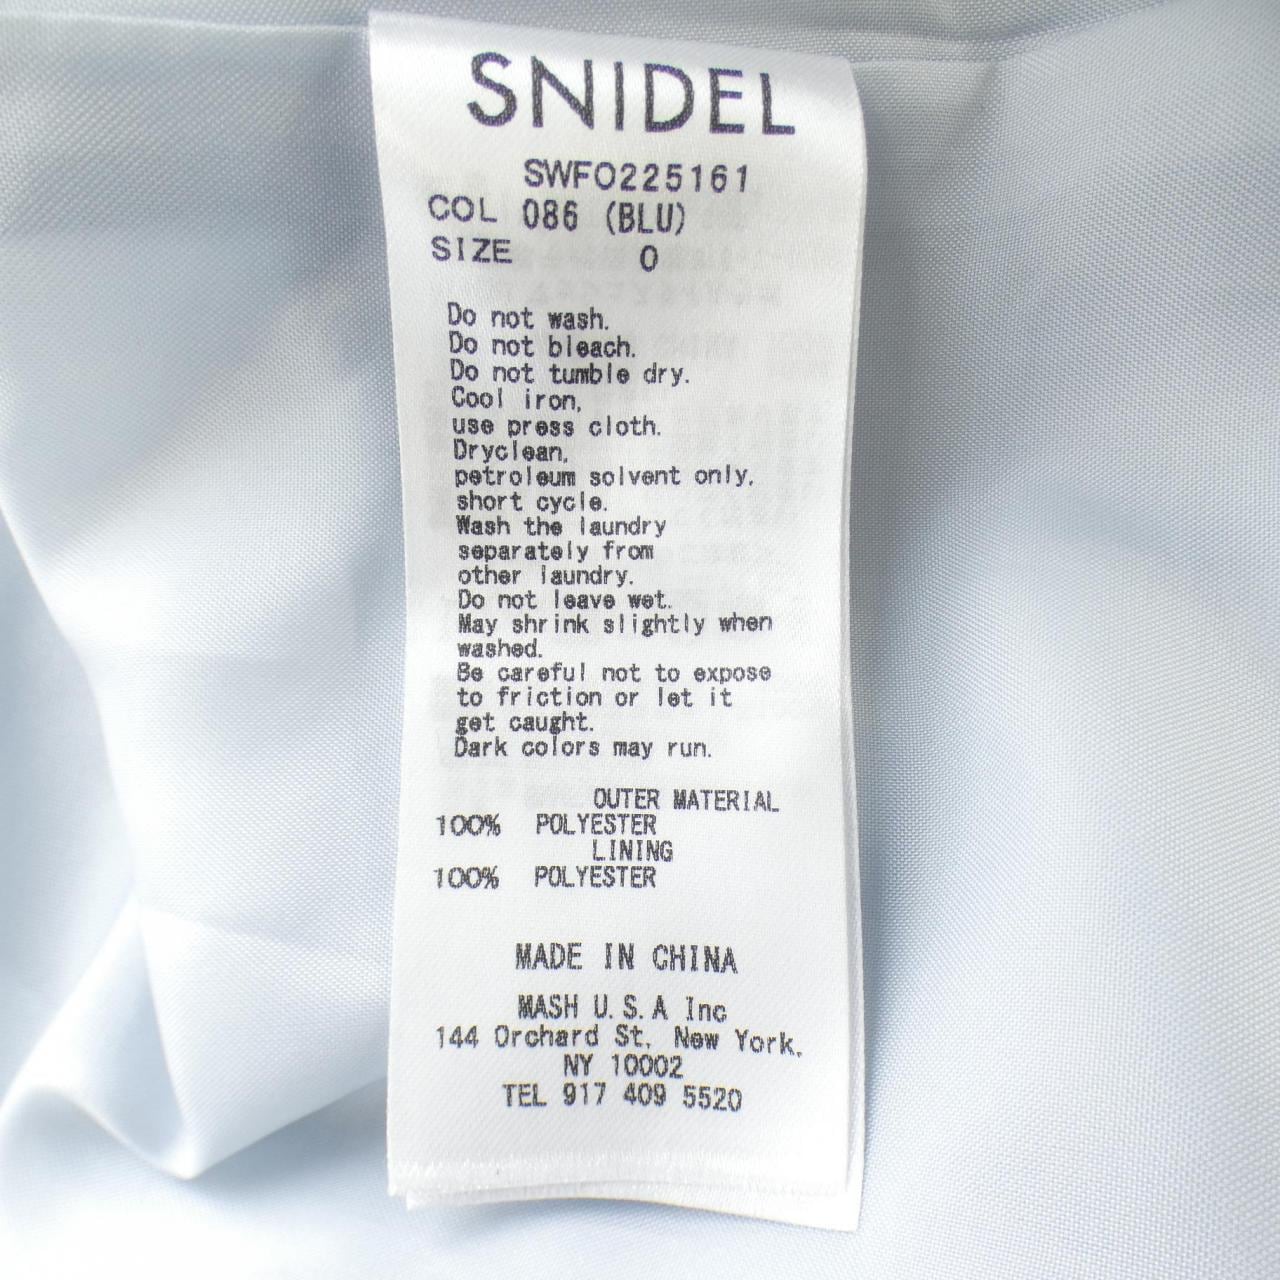 SNIDEL
SWFO225161
COL 086 (BLU)
SIZE 0
Do not wash.
Do not bleach.
Do not tumble dry.
Cool iron,
use press cloth.
Dryclean,
petroleum solvent only,
short cycle.
Wash the laundry
separately from
other laundry.
Do not leave wet.
May shrink slightly when
washed.
Be careful not to expose
to friction or let it
get caught.
Dark colors may run.
OUTER MATERIAL
100% POLYESTER
LINING
100% POLYESTER
MADE IN CHINA
MASH U.S.A Inc
144 Orchard St, New York,
NY 10002
TEL 917 409 5520